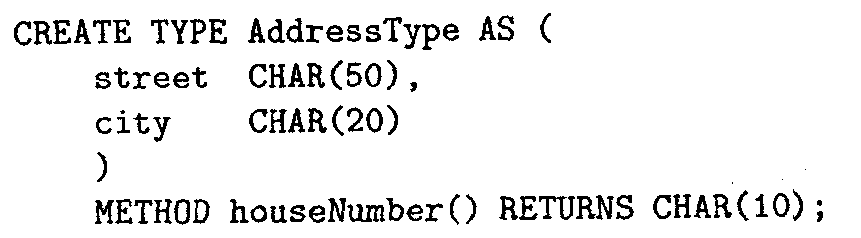 CREATE TYPE AddressType AS (
street CHAR(50),
city CHAR(20)
)
METHOD houseNumber() RETURNS CHAR(10);